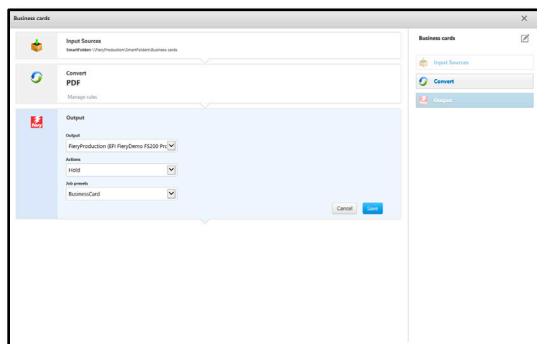 Business cards
Input Sources
SmartFolder: \\FieryProduction\SmartFolders\Business cards
Convert
PDF
Manage rules
Output
Output
FieryProduction (EFI FieryDemo FS200 Pro
Actions
Hold
Job presets
BusinessCard
Cancel
Save
Business cards
Input Sources
Convert
Output